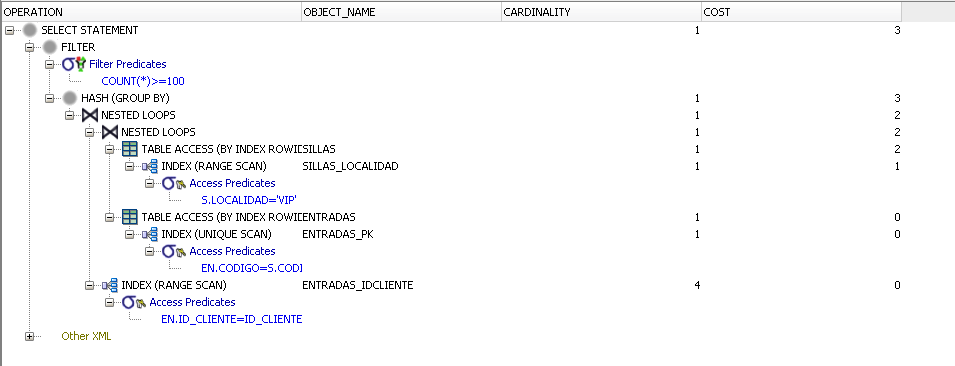 OPERATION OBJECT_NAME CARDINALITY COST
SELECT STATEMENT 1 3
FILTER
Filter Predicates
COUNT(*)>=100
HASH (GROUP BY) 1 3
NESTED LOOPS 1 2
NESTED LOOPS 1 2
TABLE ACCESS (BY INDEX ROWID SILLAS 1 2
INDEX (RANGE SCAN) SILLAS_LOCALIDAD 1 1
Access Predicates
S.LOCALIDAD='VIP'
TABLE ACCESS (BY INDEX ROWID ENTRADAS 1 0
INDEX (UNIQUE SCAN) ENTRADAS_PK 1 0
Access Predicates
EN.CODIGO=S.CODI
INDEX (RANGE SCAN) ENTRADAS_IDCLIENTE 4 0
Access Predicates
EN.ID_CLIENTE=ID_CLIENTE
Other XML